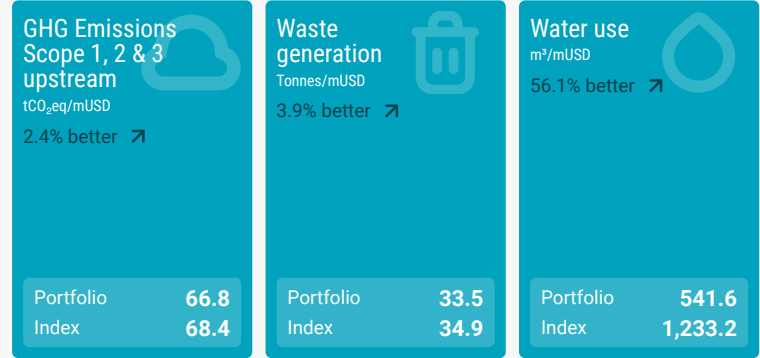 GHG Emissions
Scope 1, 2 & 3
upstream
tCO₂eq/mUSD
2.4% better
Portfolio 66.8
Index 68.4
Waste
generation
Tonnes/mUSD
3.9% better
Portfolio 33.5
Index 34.9
Water use
m³/mUSD
56.1% better
Portfolio 541.6
Index 1,233.2